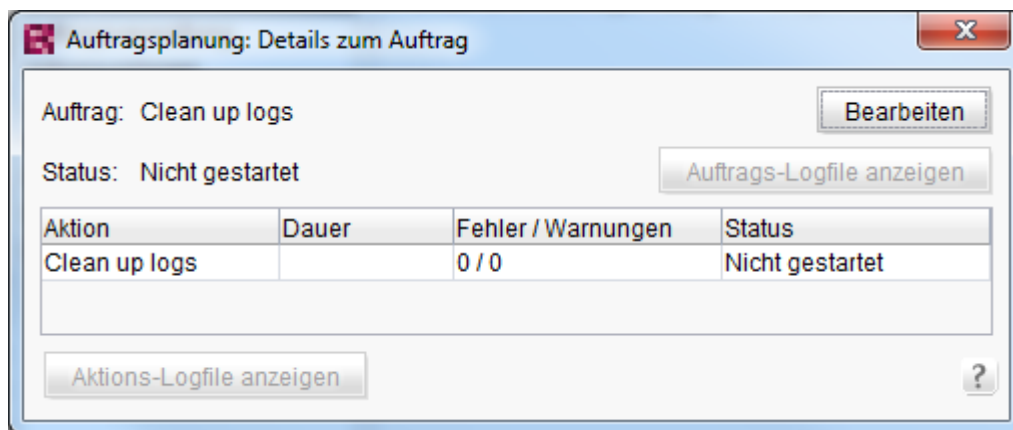 Auftragsplanung: Details zum Auftrag
Auftrag: Clean up logs Bearbeiten
Status: Nicht gestartet Auftrags-Logfile anzeigen
Aktion Dauer Fehler / Warnungen Status
Clean up logs 0 / 0 Nicht gestartet
Aktions-Logfile anzeigen ?